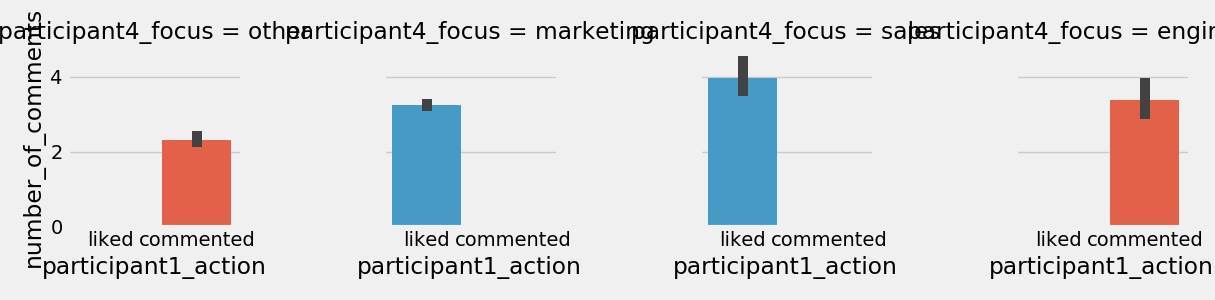 participant4_focus = other
participant4_focus = marketing
participant4_focus = sales
participant4_focus = engin
number_of_comments
4
2
0
liked commented
liked commented
liked commented
liked commented
participant1_action
participant1_action
participant1_action
participant1_action